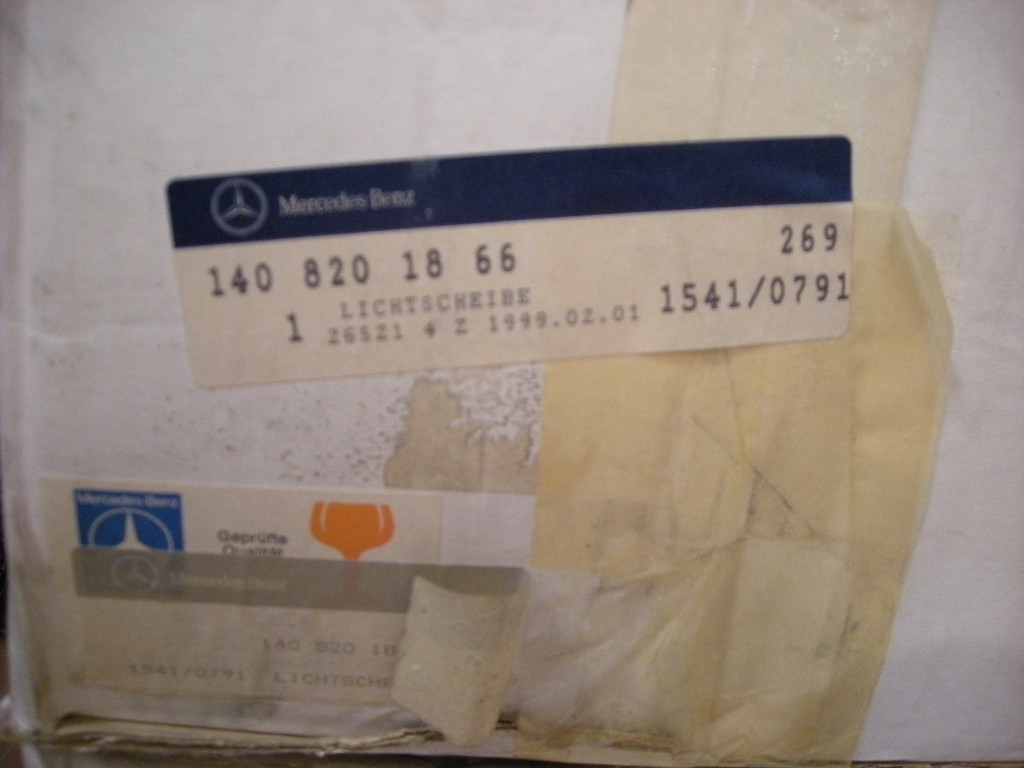 Mercedes-Benz
140 820 18 66 269
LICHTSCHEIBE
1 26521 4 Z 1999.02.01 1541/0791
Mercedes-Benz
Geprüfte
Qualität
Mercedes-Benz
140 820 18
1541/0791 LICHTSCHE